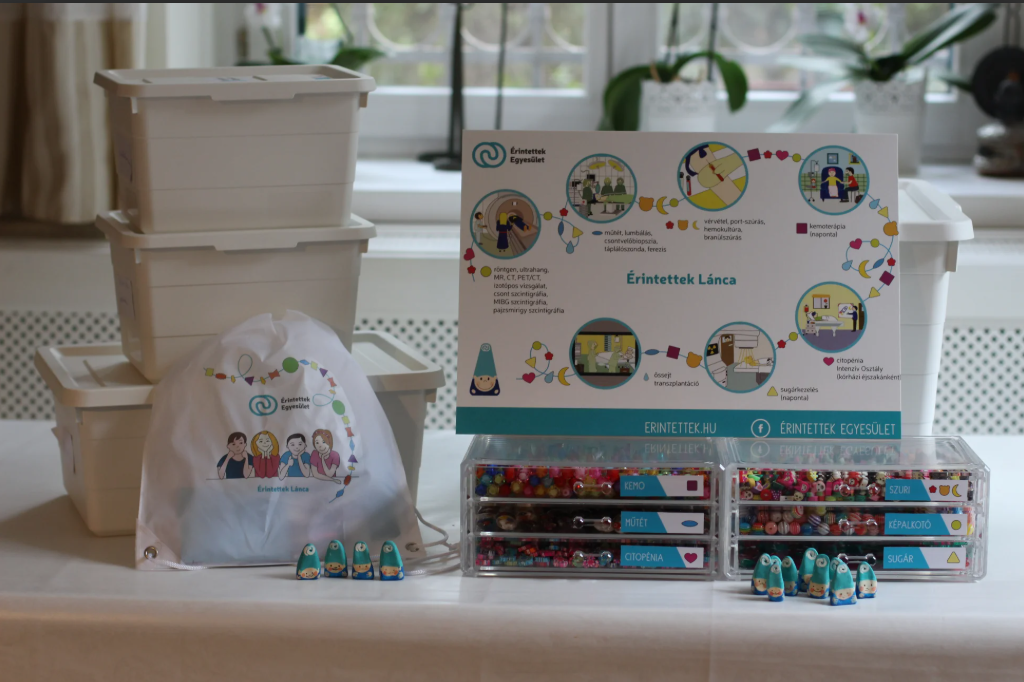 Érintettek
Egyesület
műtét, lumbálás,
csontvelőbiopszia,
táplálószonda, ferezis
vérvétel, port-szúrás,
hemokultúra,
branülszúrás
kemoterápia
(naponta)
röntgen, ultrahang,
MR, CT, PET/CT,
izotópos vizsgálat,
csont szcintigráfia,
MIBG szcintigráfia,
pajzsmirigy szcintigráfia
Érintettek Lánca
őssejt
transzplantáció
sugárkezelés
(naponta)
citopénia
Intenzív Osztály
(kórházi éjszakánként)
ERINTETTEK.HU
f
ÉRINTETTEK EGYESÜLET
Érintettek
Egyesület
Érintettek Lánca
KEMO
MŰTÉT
CITOPÉNIA
SZURI
KÉPALKOTÓ
SUGÁR